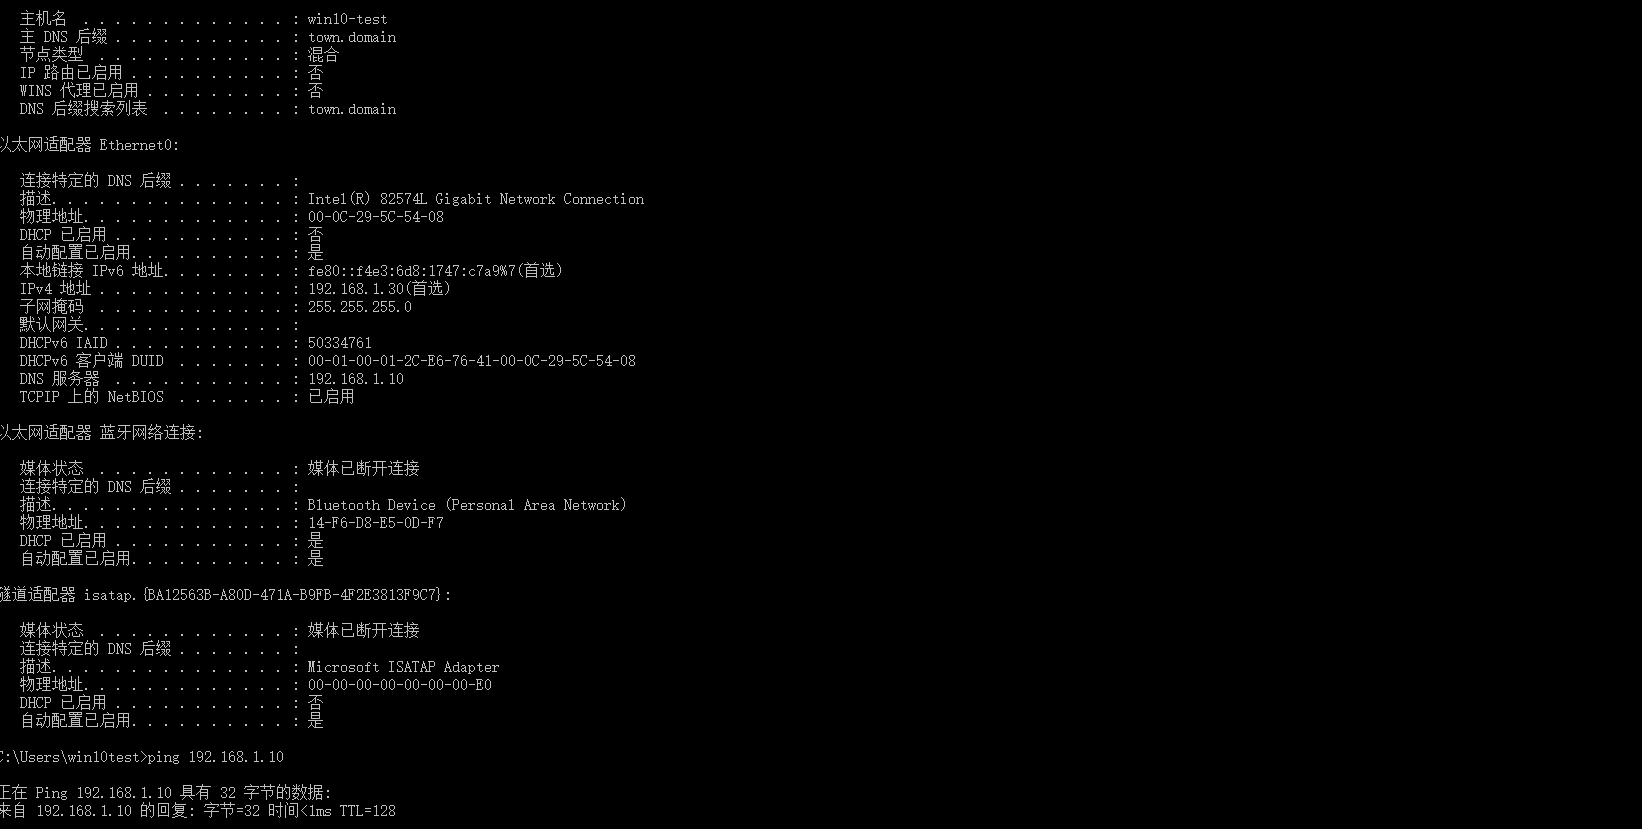 主机名 . . . . . . . . . . . . . : win10-test
主 DNS 后缀 . . . . . . . . . . . : town.domain
节点类型 . . . . . . . . . . . . : 混合
IP 路由已启用 . . . . . . . . . . : 否
WINS 代理已启用 . . . . . . . . . : 否
DNS 后缀搜索列表 . . . . . . . . : town.domain
以太网适配器 Ethernet0:
连接特定的 DNS 后缀 . . . . . . . :
描述. . . . . . . . . . . . . . . : Intel(R) 82574L Gigabit Network Connection
物理地址. . . . . . . . . . . . . : 00-0C-29-5C-54-08
DHCP 已启用 . . . . . . . . . . . : 否
自动配置已启用. . . . . . . . . . : 是
本地链接 IPv6 地址. . . . . . . . : fe80::f4e3:6d8:1747:c7a9%7(首选)
IPv4 地址 . . . . . . . . . . . . : 192.168.1.30(首选)
子网掩码 . . . . . . . . . . . . : 255.255.255.0
默认网关. . . . . . . . . . . . . :
DHCPv6 IAID . . . . . . . . . . . : 50334761
DHCPv6 客户端 DUID . . . . . . . : 00-01-00-01-2C-E6-76-41-00-0C-29-5C-54-08
DNS 服务器 . . . . . . . . . . . : 192.168.1.10
TCPIP 上的 NetBIOS . . . . . . . : 已启用
以太网适配器 蓝牙网络连接:
媒体状态 . . . . . . . . . . . . : 媒体已断开连接
连接特定的 DNS 后缀 . . . . . . . :
描述. . . . . . . . . . . . . . . : Bluetooth Device (Personal Area Network)
物理地址. . . . . . . . . . . . . : 14-F6-D8-E5-0D-F7
DHCP 已启用 . . . . . . . . . . . : 是
自动配置已启用. . . . . . . . . . : 是
隧道适配器 isatap.{BA12563B-A80D-471A-B9FB-4F2E3813F9C7}:
媒体状态 . . . . . . . . . . . . : 媒体已断开连接
连接特定的 DNS 后缀 . . . . . . . :
描述. . . . . . . . . . . . . . . : Microsoft ISATAP Adapter
物理地址. . . . . . . . . . . . . : 00-00-00-00-00-00-00-E0
DHCP 已启用 . . . . . . . . . . . : 否
自动配置已启用. . . . . . . . . . : 是
C:\Users\win10test>ping 192.168.1.10
正在 Ping 192.168.1.10 具有 32 字节的数据:
来自 192.168.1.10 的回复: 字节=32 时间<1ms TTL=128